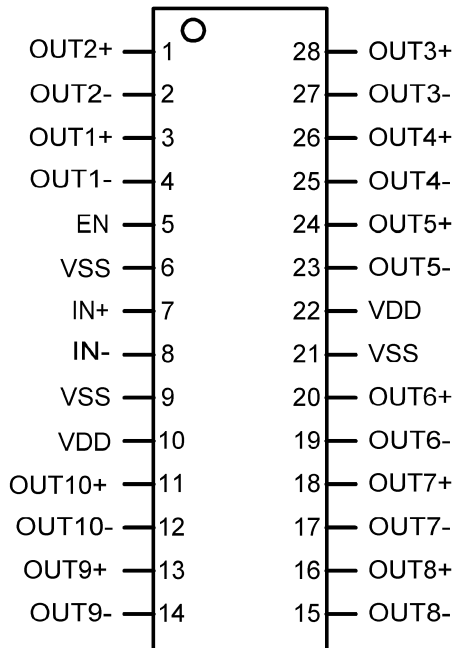 OUT2+ 1 28 OUT3+
OUT2- 2 27 OUT3-
OUT1+ 3 26 OUT4+
OUT1- 4 25 OUT4-
EN 5 24 OUT5+
VSS 6 23 OUT5-
IN+ 7 22 VDD
IN- 8 21 VSS
VSS 9 20 OUT6+
VDD 10 19 OUT6-
OUT10+ 11 18 OUT7+
OUT10- 12 17 OUT7-
OUT9+ 13 16 OUT8+
OUT9- 14 15 OUT8-